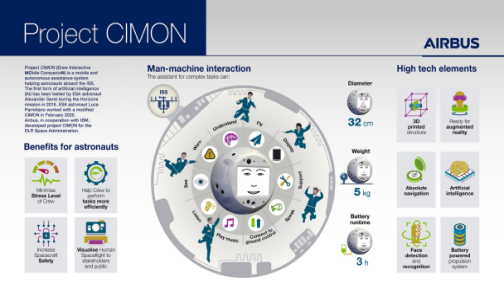 Project CIMON
AIRBUS
Project CIMON (Crew Interactive
MObile CompanioN) is a mobile and
autonomous assistance system
helping astronauts aboard the ISS.
The first form of artificial intelligence
(AI) has been tested by ESA astronaut
Alexander Gerst during the Horizons
mission in 2018, ESA astronaut Luca
Parmitano worked with a modified
CIMON in February 2020.
Airbus, in cooperation with IBM,
developed project CIMON for the
DLR Space Administration.
Benefits for astronauts
Minimise
Stress Level
of Crew
Help Crew to
perform
tasks more
efficiently
Increase
Spacecraft
Safety
Visualise Human
Spaceflight to
stakeholders
and public
Man-machine interaction
The assistant for complex tasks can:
ISS
Understand
Fly
Display
Support
Speak
Connect to
ground control
Play music
Listen
See
Warn
Diameter
32 cm
Weight
5 kg
Battery
runtime
3 h
High tech elements
3D
printed
structure
Ready for
augmented
reality
Absolute
navigation
Artificial
intelligence
Face
detection
and
recognition
Battery
powered
propulsion
system